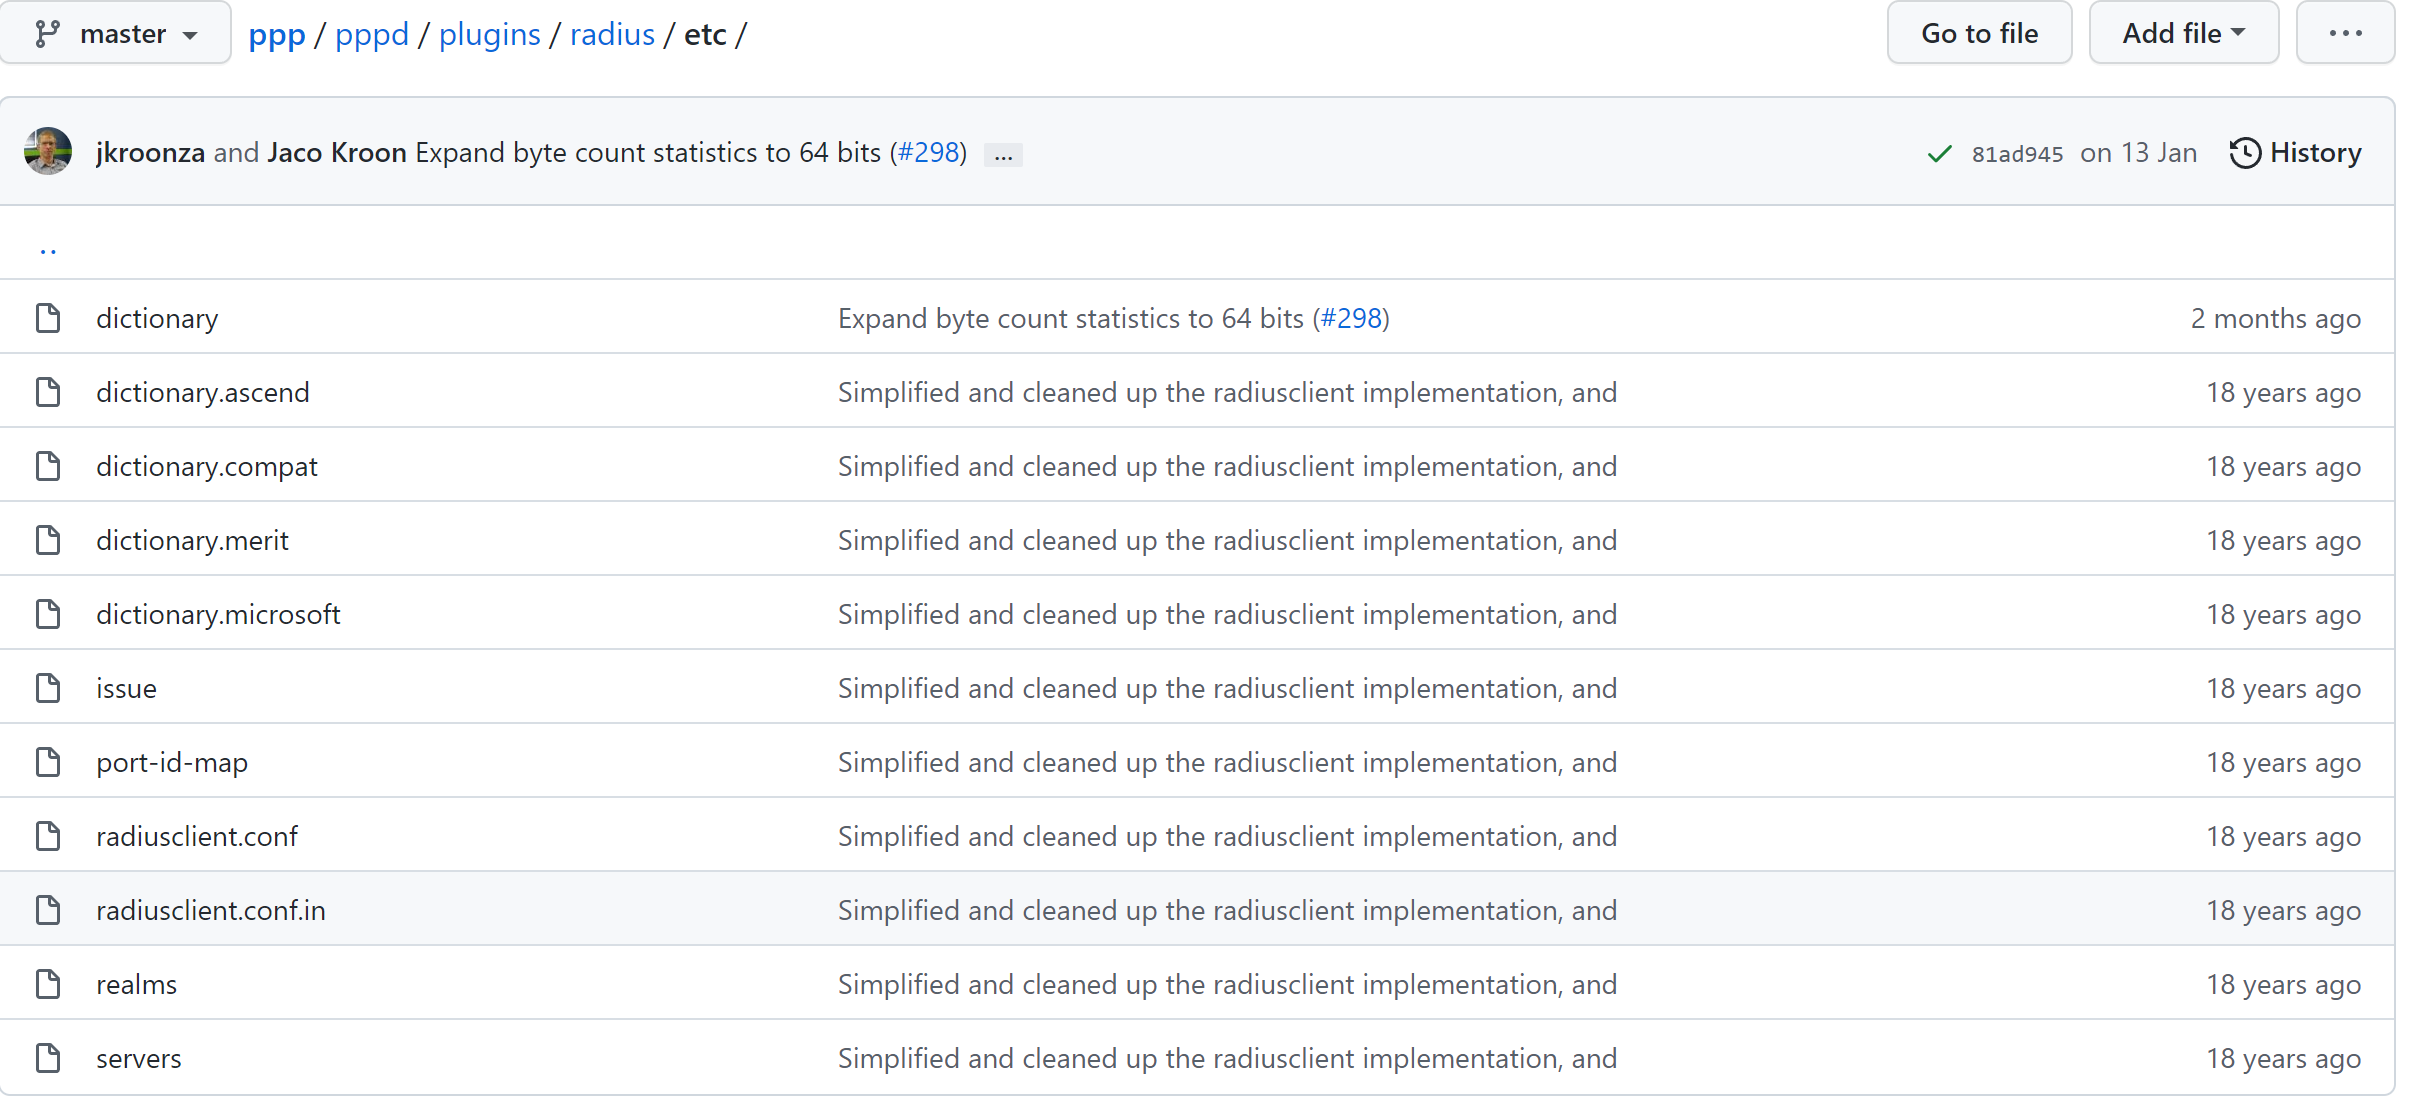 master ppp / pppd / plugins / radius / etc / Go to file Add file ...
jkroonza and Jaco Kroon Expand byte count statistics to 64 bits (#298) ... 81ad945 on 13 Jan History
..
dictionary Expand byte count statistics to 64 bits (#298) 2 months ago
dictionary.ascend Simplified and cleaned up the radiusclient implementation, and 18 years ago
dictionary.compat Simplified and cleaned up the radiusclient implementation, and 18 years ago
dictionary.merit Simplified and cleaned up the radiusclient implementation, and 18 years ago
dictionary.microsoft Simplified and cleaned up the radiusclient implementation, and 18 years ago
issue Simplified and cleaned up the radiusclient implementation, and 18 years ago
port-id-map Simplified and cleaned up the radiusclient implementation, and 18 years ago
radiusclient.conf Simplified and cleaned up the radiusclient implementation, and 18 years ago
radiusclient.conf.in Simplified and cleaned up the radiusclient implementation, and 18 years ago
realms Simplified and cleaned up the radiusclient implementation, and 18 years ago
servers Simplified and cleaned up the radiusclient implementation, and 18 years ago